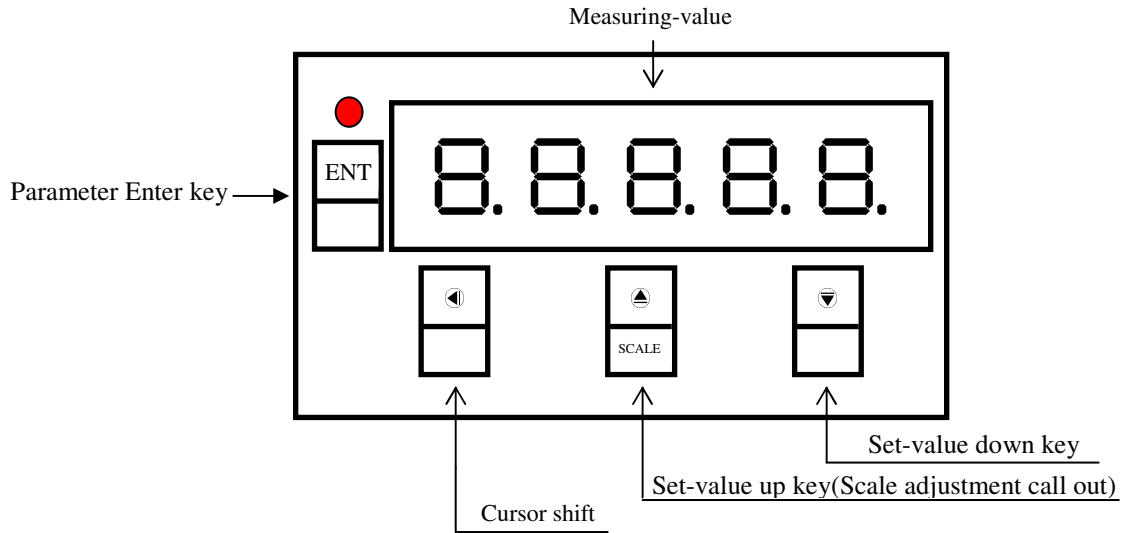 Measuring-value
8.8.8.8.8.
ENT
Parameter Enter key
SCALE
Set-value down key
Set-value up key(Scale adjustment call out)
Cursor shift